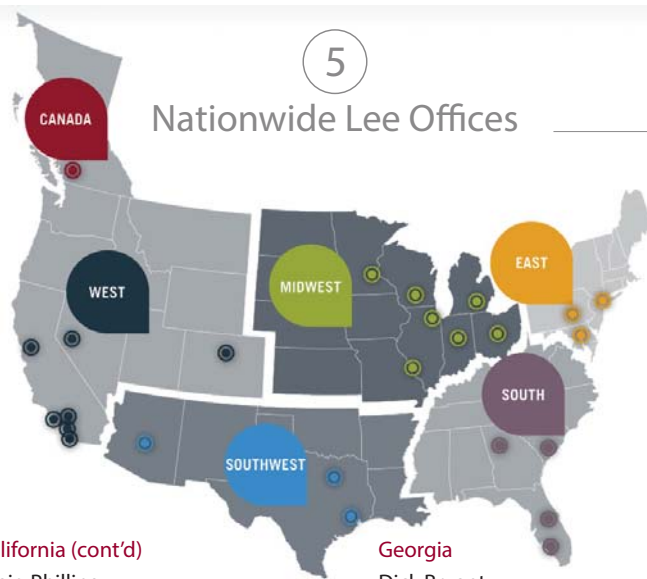 5
Nationwide Lee Offices
CANADA
WEST
MIDWEST
EAST
SOUTH
SOUTHWEST
lifornia (cont'd)
Georgia